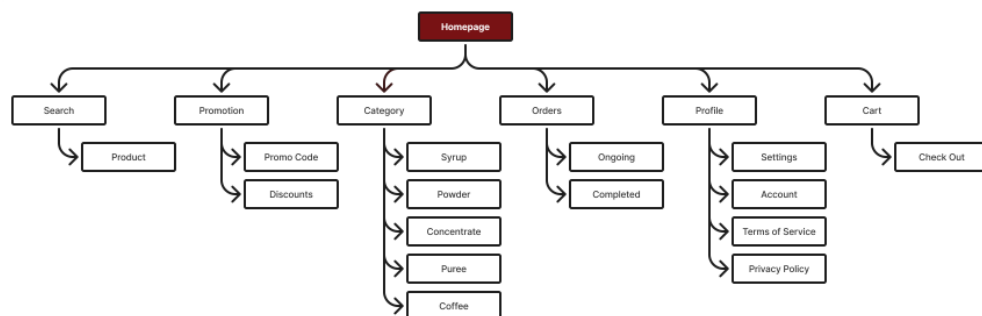 Homepage
Search
Promotion
Category
Orders
Profile
Cart
Product
Promo Code
Syrup
Ongoing
Settings
Check Out
Discounts
Powder
Completed
Account
Concentrate
Terms of Service
Puree
Privacy Policy
Coffee